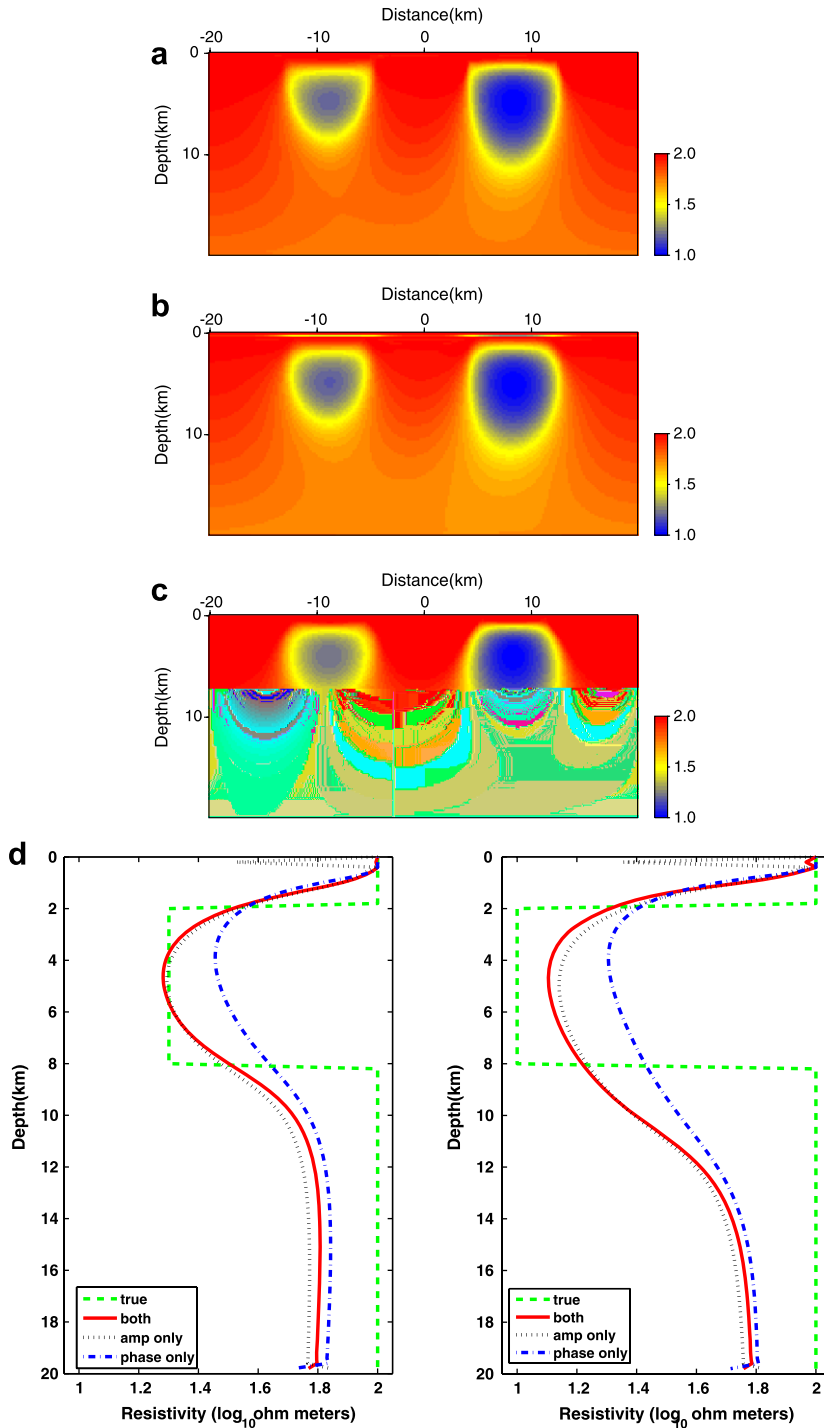 Distance(km)
a
-20 -10 0 10
0
10
Depth(km)
2.0
1.5
1.0
Distance(km)
b
-20 -10 0 10
0
10
Depth(km)
2.0
1.5
1.0
Distance(km)
c
-20 -10 0 10
0
10
Depth(km)
2.0
1.5
1.0
d
0
2
4
6
8
10
12
14
16
18
20
Depth(km)
true
both
amp only
phase only
1 1.2 1.4 1.6 1.8 2
Resistivity (log10 ohm meters)
0
2
4
6
8
10
12
14
16
18
20
Depth(km)
true
both
amp only
phase only
1 1.2 1.4 1.6 1.8 2
Resistivity (log10 ohm meters)